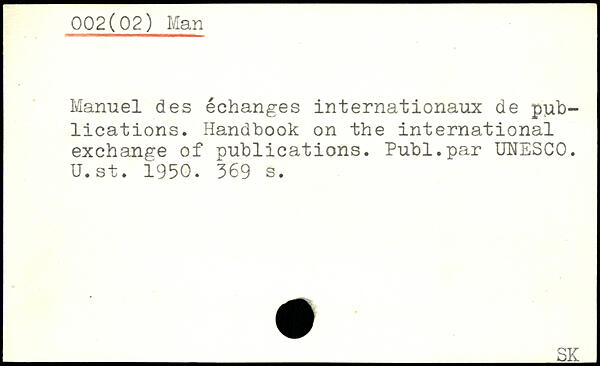 002(02) Man
Manuel des échanges internationaux de pub-
lications. Handbook on the international
exchange of publications. Publ.par UNESCO.
U.st. 1950. 369 s.
SK